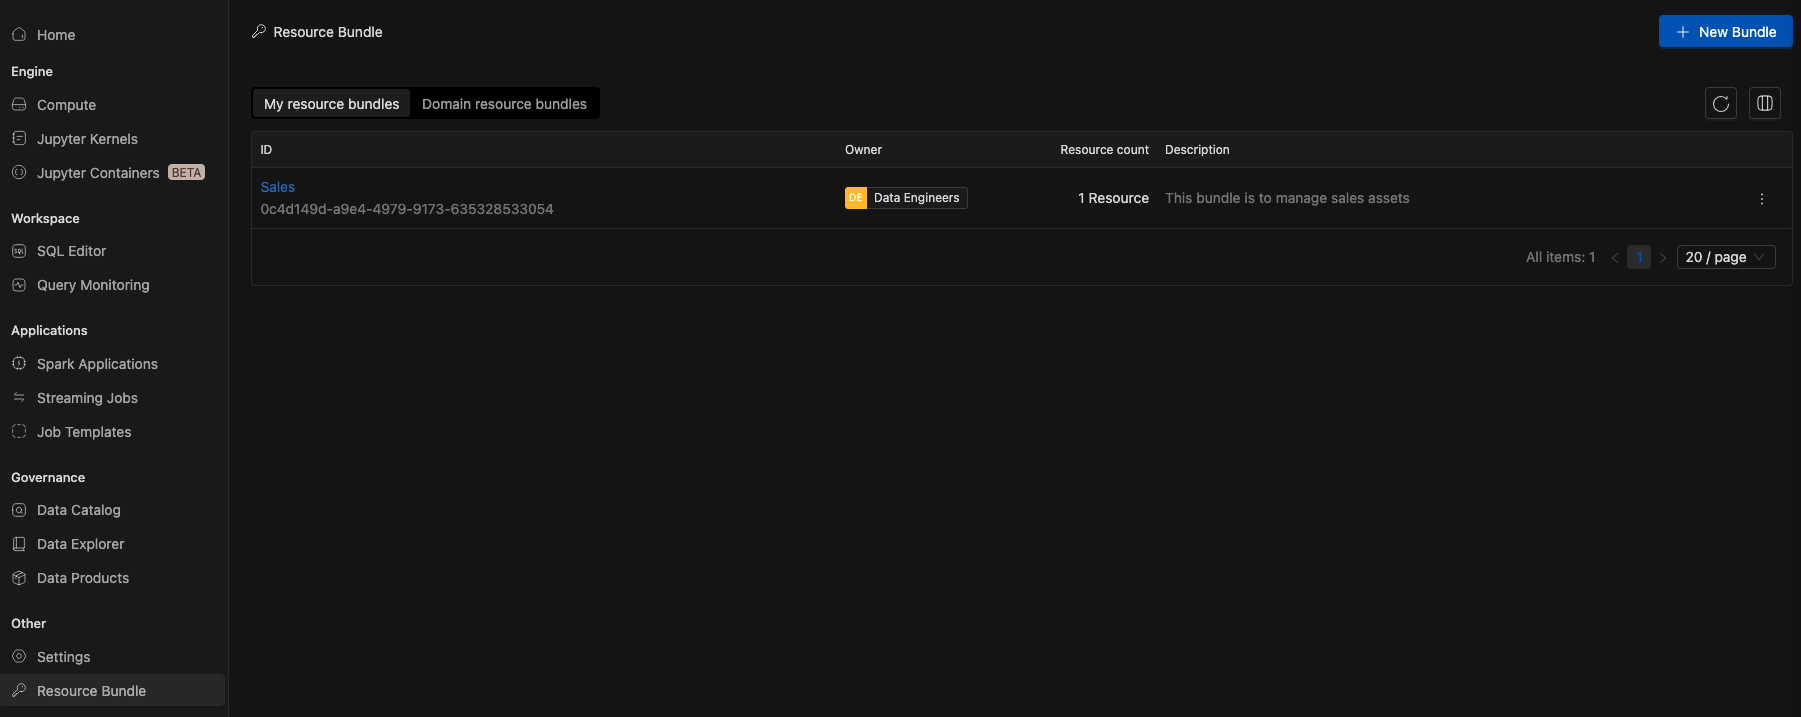 Home
Engine
Compute
Jupyter Kernels
Jupyter Containers BETA
Workspace
SQL Editor
Query Monitoring
Applications
Spark Applications
Streaming Jobs
Job Templates
Governance
Data Catalog
Data Explorer
Data Products
Other
Settings
Resource Bundle
Resource Bundle
New Bundle
My resource bundles Domain resource bundles
ID Owner Resource count Description
Sales
0c4d149d-a9e4-4979-9173-635328533054
DE Data Engineers 1 Resource This bundle is to manage sales assets
All items: 1 1 20 / page